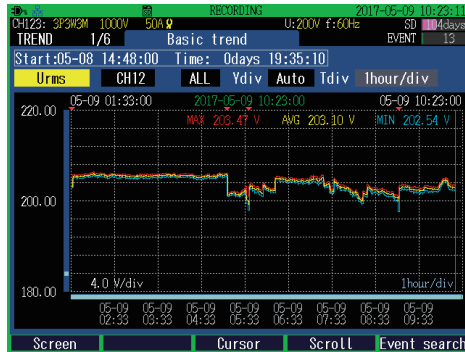 RECORDING 2017-05-09 10:23:11
CH123: 3P3W3M 1000V 50A U:200V f:60Hz SD 104days
TREND 1/6 Basic trend EVENT 13
Start:05-08 14:48:00 Time: 0days 19:35:10
Urms CH12 ALL Ydiv Auto Tdiv 1hour/div
05-09 01:33:00 2017-05-09 10:23:00 05-09 10:23:00
220.00 MAX 203.47 V AVG 203.10 V MIN 202.54 V
200.00
4.0 V/div 1hour/div
180.00
05-09 05-09 05-09 05-09 05-09 05-09 05-09 05-09
02:33 03:33 04:33 05:33 06:33 07:33 08:33 09:33
Screen Cursor Scroll Event search